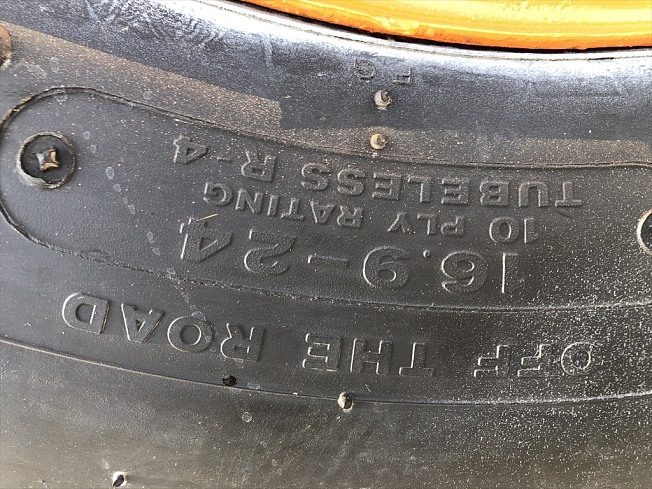 OFF THE ROAD
16.9-24
10 PLY RATING
TUBELESS R-4